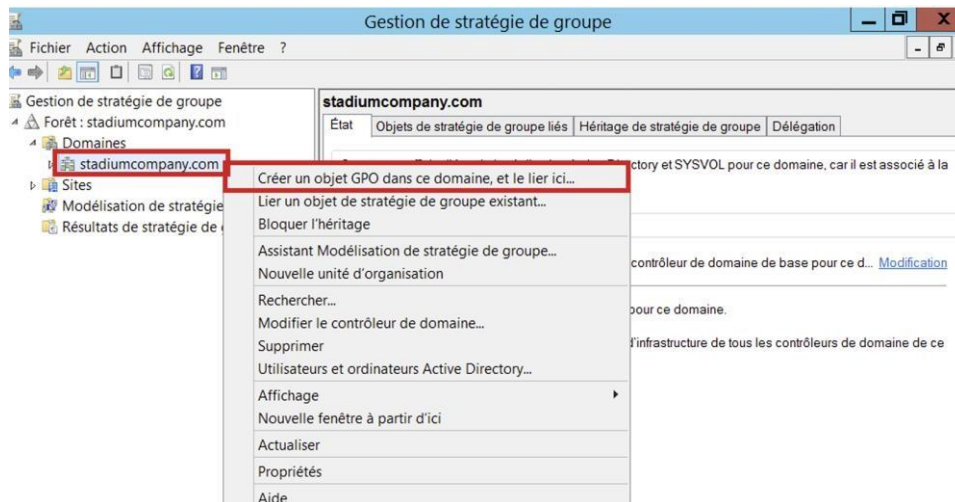 Gestion de stratégie de groupe
Fichier Action Affichage Fenêtre ?
Gestion de stratégie de groupe
Forêt : stadiumcompany.com
Domaines
stadiumcompany.com
Sites
Modélisation de stratégie
Résultats de stratégie de
stadiumcompany.com
État Objets de stratégie de groupe liés Héritage de stratégie de groupe Délégation
ctory et SYSVOL pour ce domaine, car il est associé à la
contrôleur de domaine de base pour ce d... Modification
pour ce domaine.
d'infrastructure de tous les contrôleurs de domaine de ce
Créer un objet GPO dans ce domaine, et le lier ici...
Lier un objet de stratégie de groupe existant...
Bloquer l'héritage
Assistant Modélisation de stratégie de groupe...
Nouvelle unité d'organisation
Rechercher...
Modifier le contrôleur de domaine...
Supprimer
Utilisateurs et ordinateurs Active Directory...
Affichage
Nouvelle fenêtre à partir d'ici
Actualiser
Propriétés
Aide